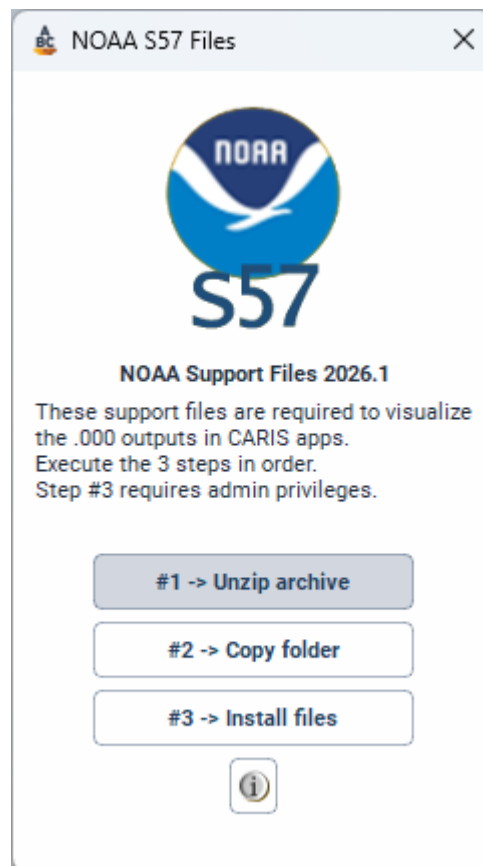 ABC NOAA S57 Files
NOAA
S57
NOAA Support Files 2026.1
These support files are required to visualize
the .000 outputs in CARIS apps.
Execute the 3 steps in order.
Step #3 requires admin privileges.
#1 -> Unzip archive
#2 -> Copy folder
#3 -> Install files
i